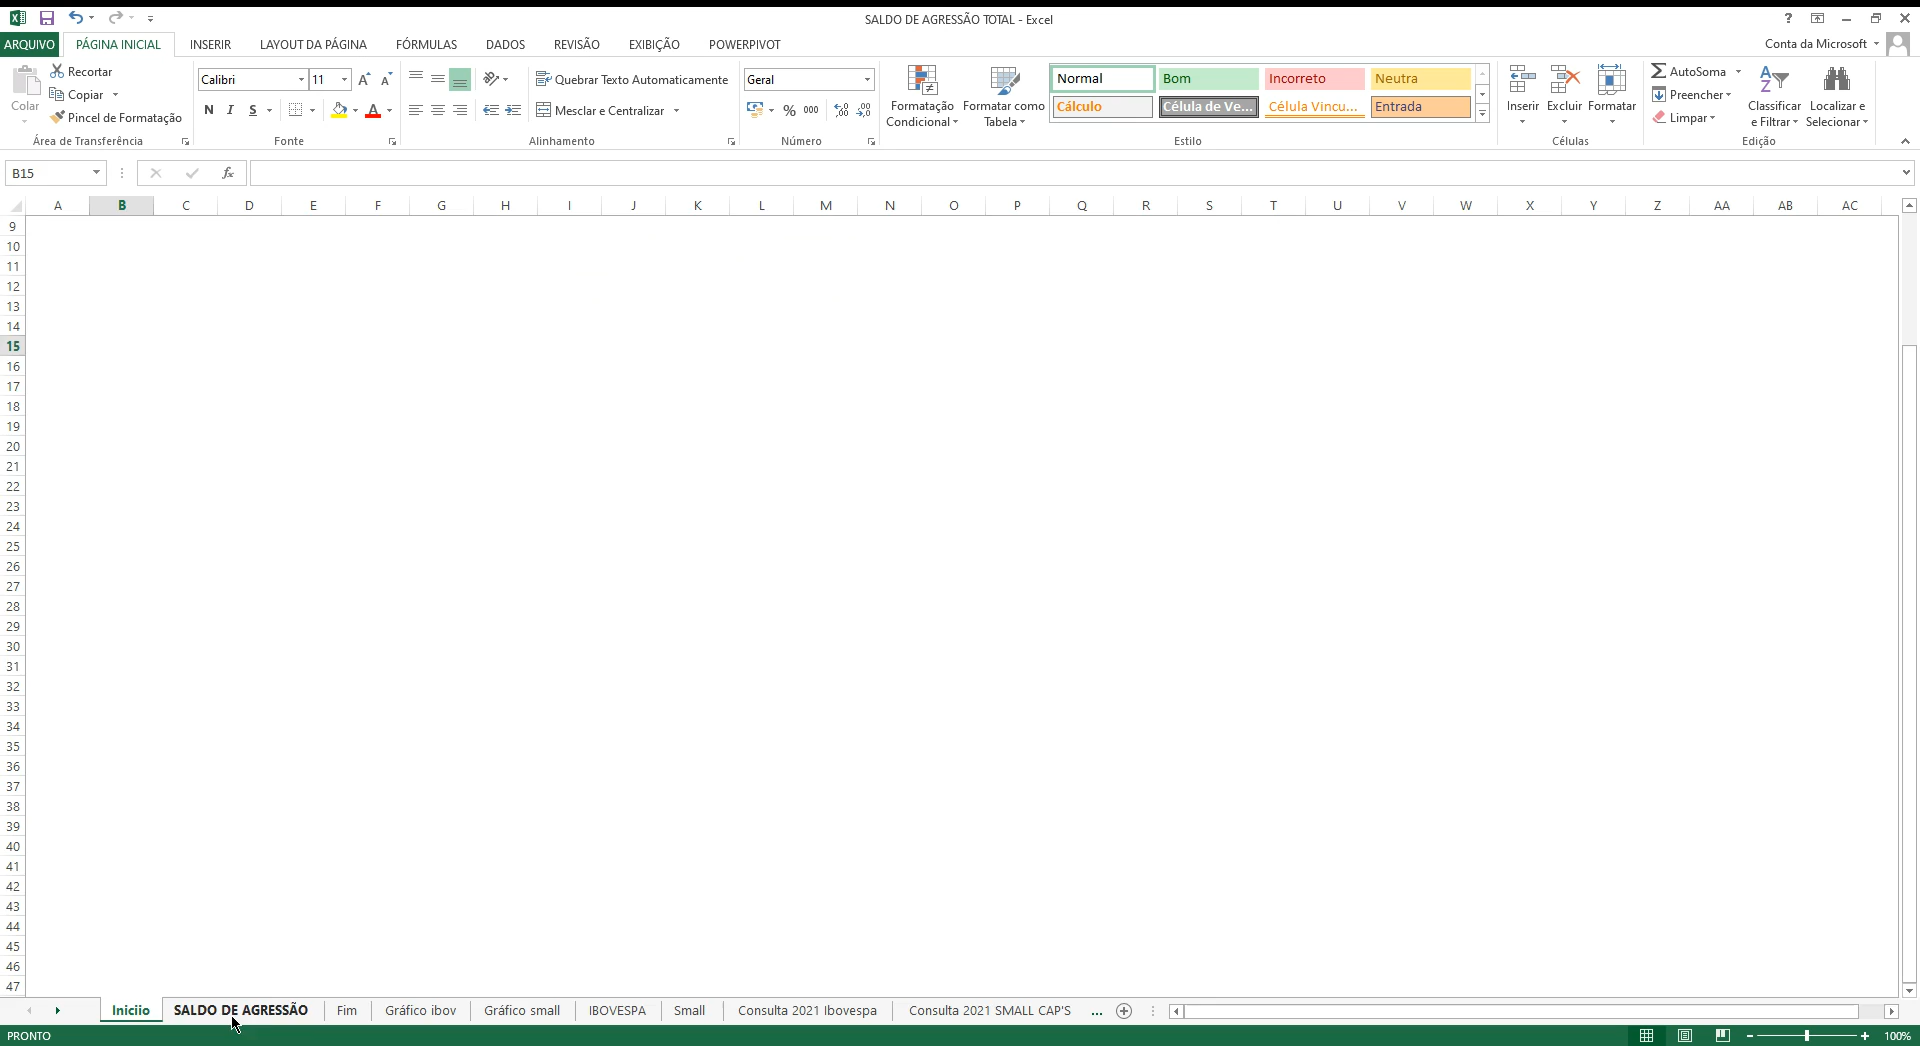 SALDO DE AGRESSÃO TOTAL - Excel
ARQUIVO PÁGINA INICIAL INSERIR LAYOUT DA PÁGINA FÓRMULAS DADOS REVISÃO EXIBIÇÃO POWERPIVOT Conta da Microsoft
Colar
Recortar
Copiar
Pincel de Formatação
Área de Transferência
Calibri 11
N I S
Fonte
Quebrar Texto Automaticamente
Mesclar e Centralizar
Alinhamento
Geral
% 000
Número
Formatação Condicional
Formatar como Tabela
Normal Bom Incorreto Neutra
Cálculo Célula de Ve... Célula Vincu... Entrada
Estilo
Inserir Excluir Formatar
Células
AutoSoma
Preencher
Limpar
Classificar e Filtrar
Localizar e Selecionar
Edição
B15 fx
A B C D E F G H I J K L M N O P Q R S T U V W X Y Z AA AB AC
9
10
11
12
13
14
15
16
17
18
19
20
21
22
23
24
25
26
27
28
29
30
31
32
33
34
35
36
37
38
39
40
41
42
43
44
45
46
47
Iniciio SALDO DE AGRESSÃO Fim Gráfico ibov Gráfico small IBOVESPA Small Consulta 2021 Ibovespa Consulta 2021 SMALL CAP'S ...
PRONTO 100%